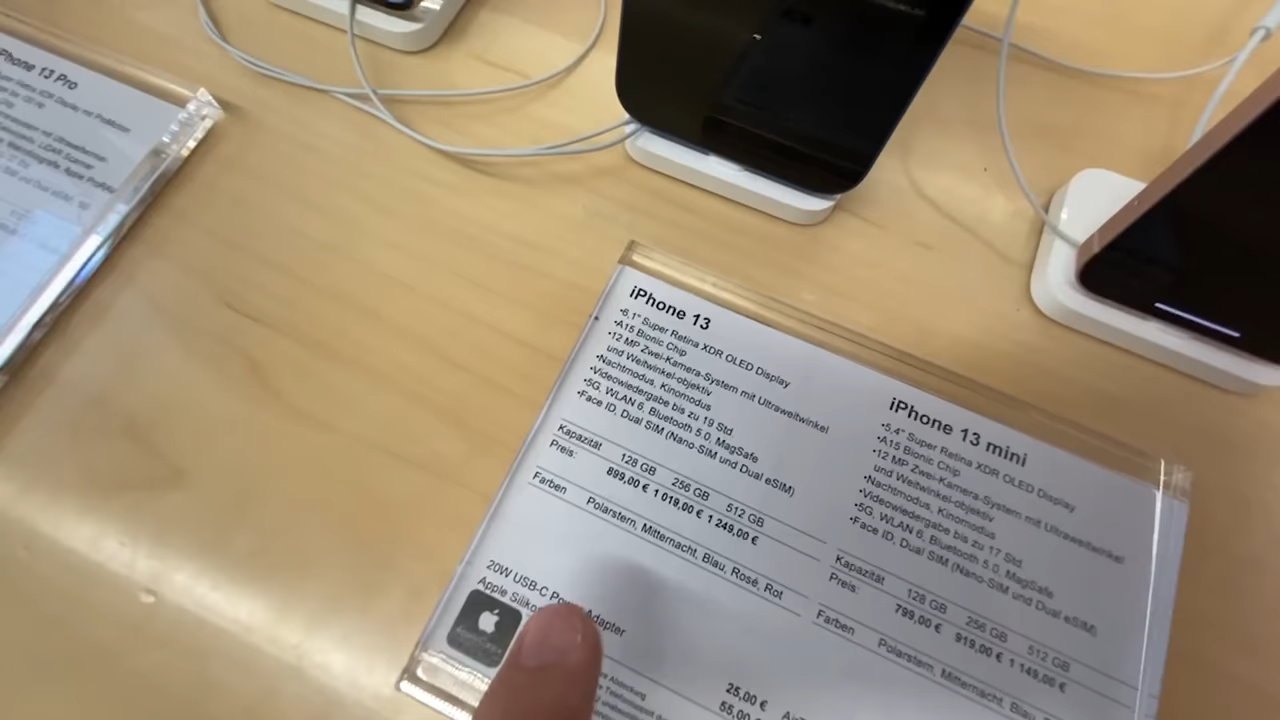 iPhone 13 Pro
iPhone 13
•6,1" Super Retina XDR OLED Display
•A15 Bionic Chip
•12 MP Zwei-Kamera-System mit Ultraweitwinkel
und Weitwinkel-objektiv
•Nachtmodus, Kinomodus
•Videowiedergabe bis zu 19 Std.
•5G, WLAN 6, Bluetooth 5.0, MagSafe
•Face ID, Dual SIM (Nano-SIM und Dual eSIM)
Kapazität 128 GB 256 GB 512 GB
Preis: 899,00 € 1 019,00 € 1 249,00 €
Farben Polarstern, Mitternacht, Blau, Rosé, Rot
20W USB-C Adapter
Apple
25,00 €
55,00 €
iPhone 13 mini
•5,4" Super Retina XDR OLED Display
•A15 Bionic Chip
•12 MP Zwei-Kamera-System mit Ultraweitwinkel
und Weitwinkel-objektiv
•Nachtmodus, Kinomodus
•Videowiedergabe bis zu 17 Std.
•5G, WLAN 6, Bluetooth 5.0, MagSafe
•Face ID, Dual SIM (Nano-SIM und Dual eSIM)
Kapazität 128 GB 256 GB 512 GB
Preis: 799,00 € 919,00 € 1 149,00 €
Farben Polarstern, Mitternacht, Blau